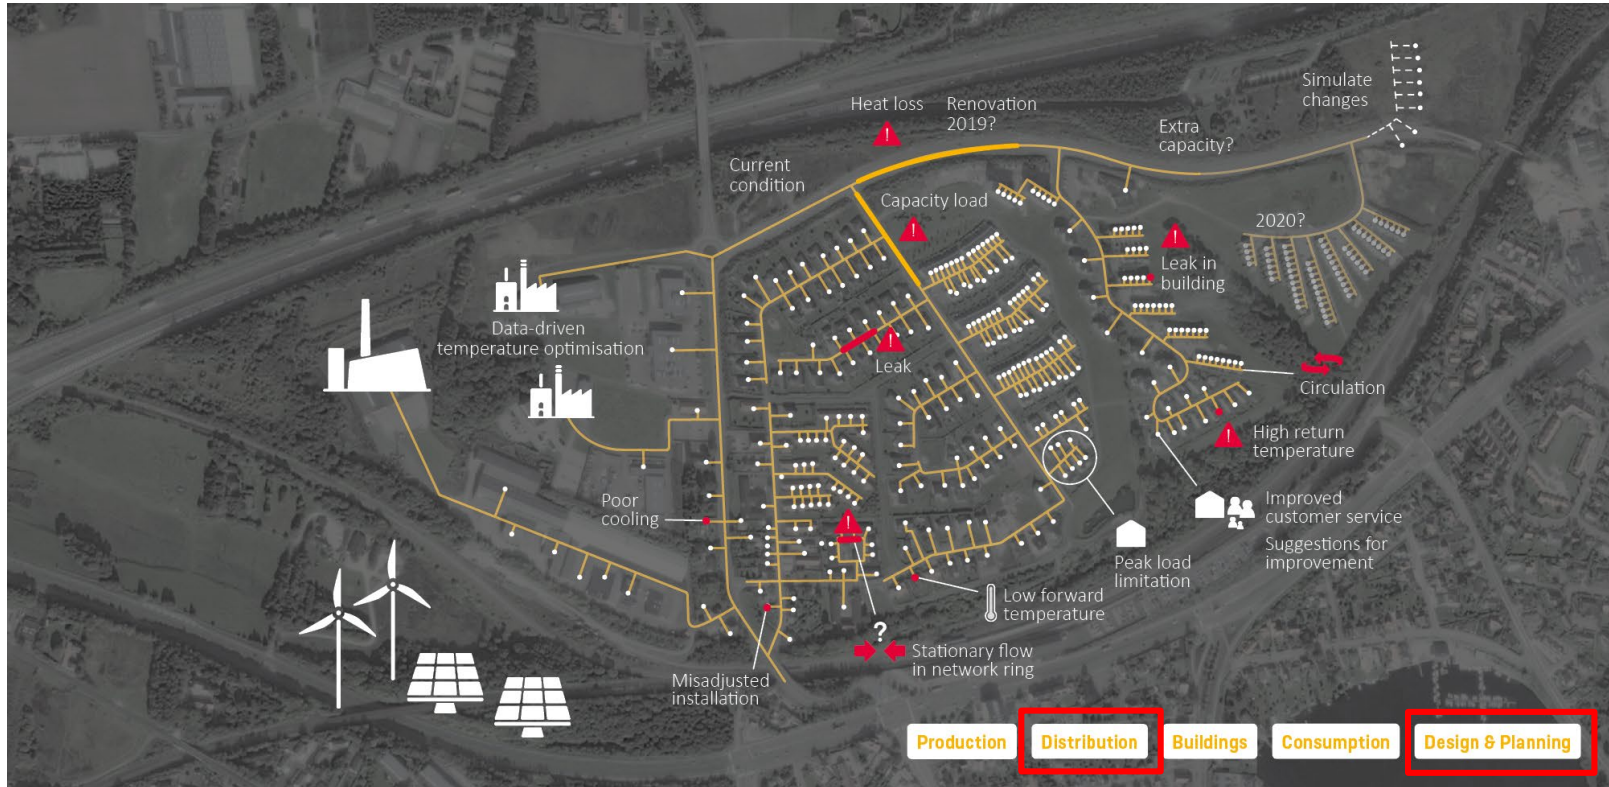 Simulate
changes
Heat loss
Renovation
2019?
Extra
capacity?
Current
condition
Capacity load
2020?
Leak in
building
Data-driven
temperature optimisation
Leak
Circulation
High return
temperature
Poor
cooling
Improved
customer service
Suggestions for
improvement
Peak load
limitation
Low forward
temperature
?
Stationary flow
in network ring
Misadjusted
installation
Production
Distribution
Buildings
Consumption
Design & Planning